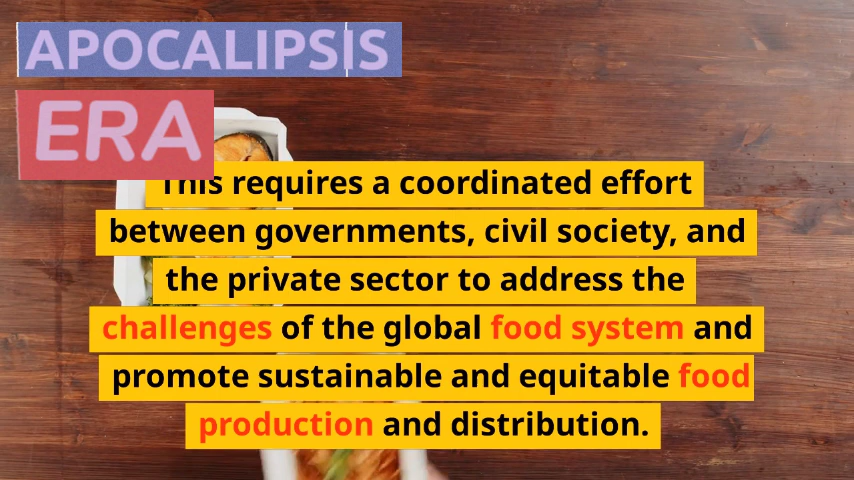 APOCALIPSIS
ERA
This requires a coordinated effort
between governments, civil society, and
the private sector to address the
challenges of the global food system and
promote sustainable and equitable food
production and distribution.